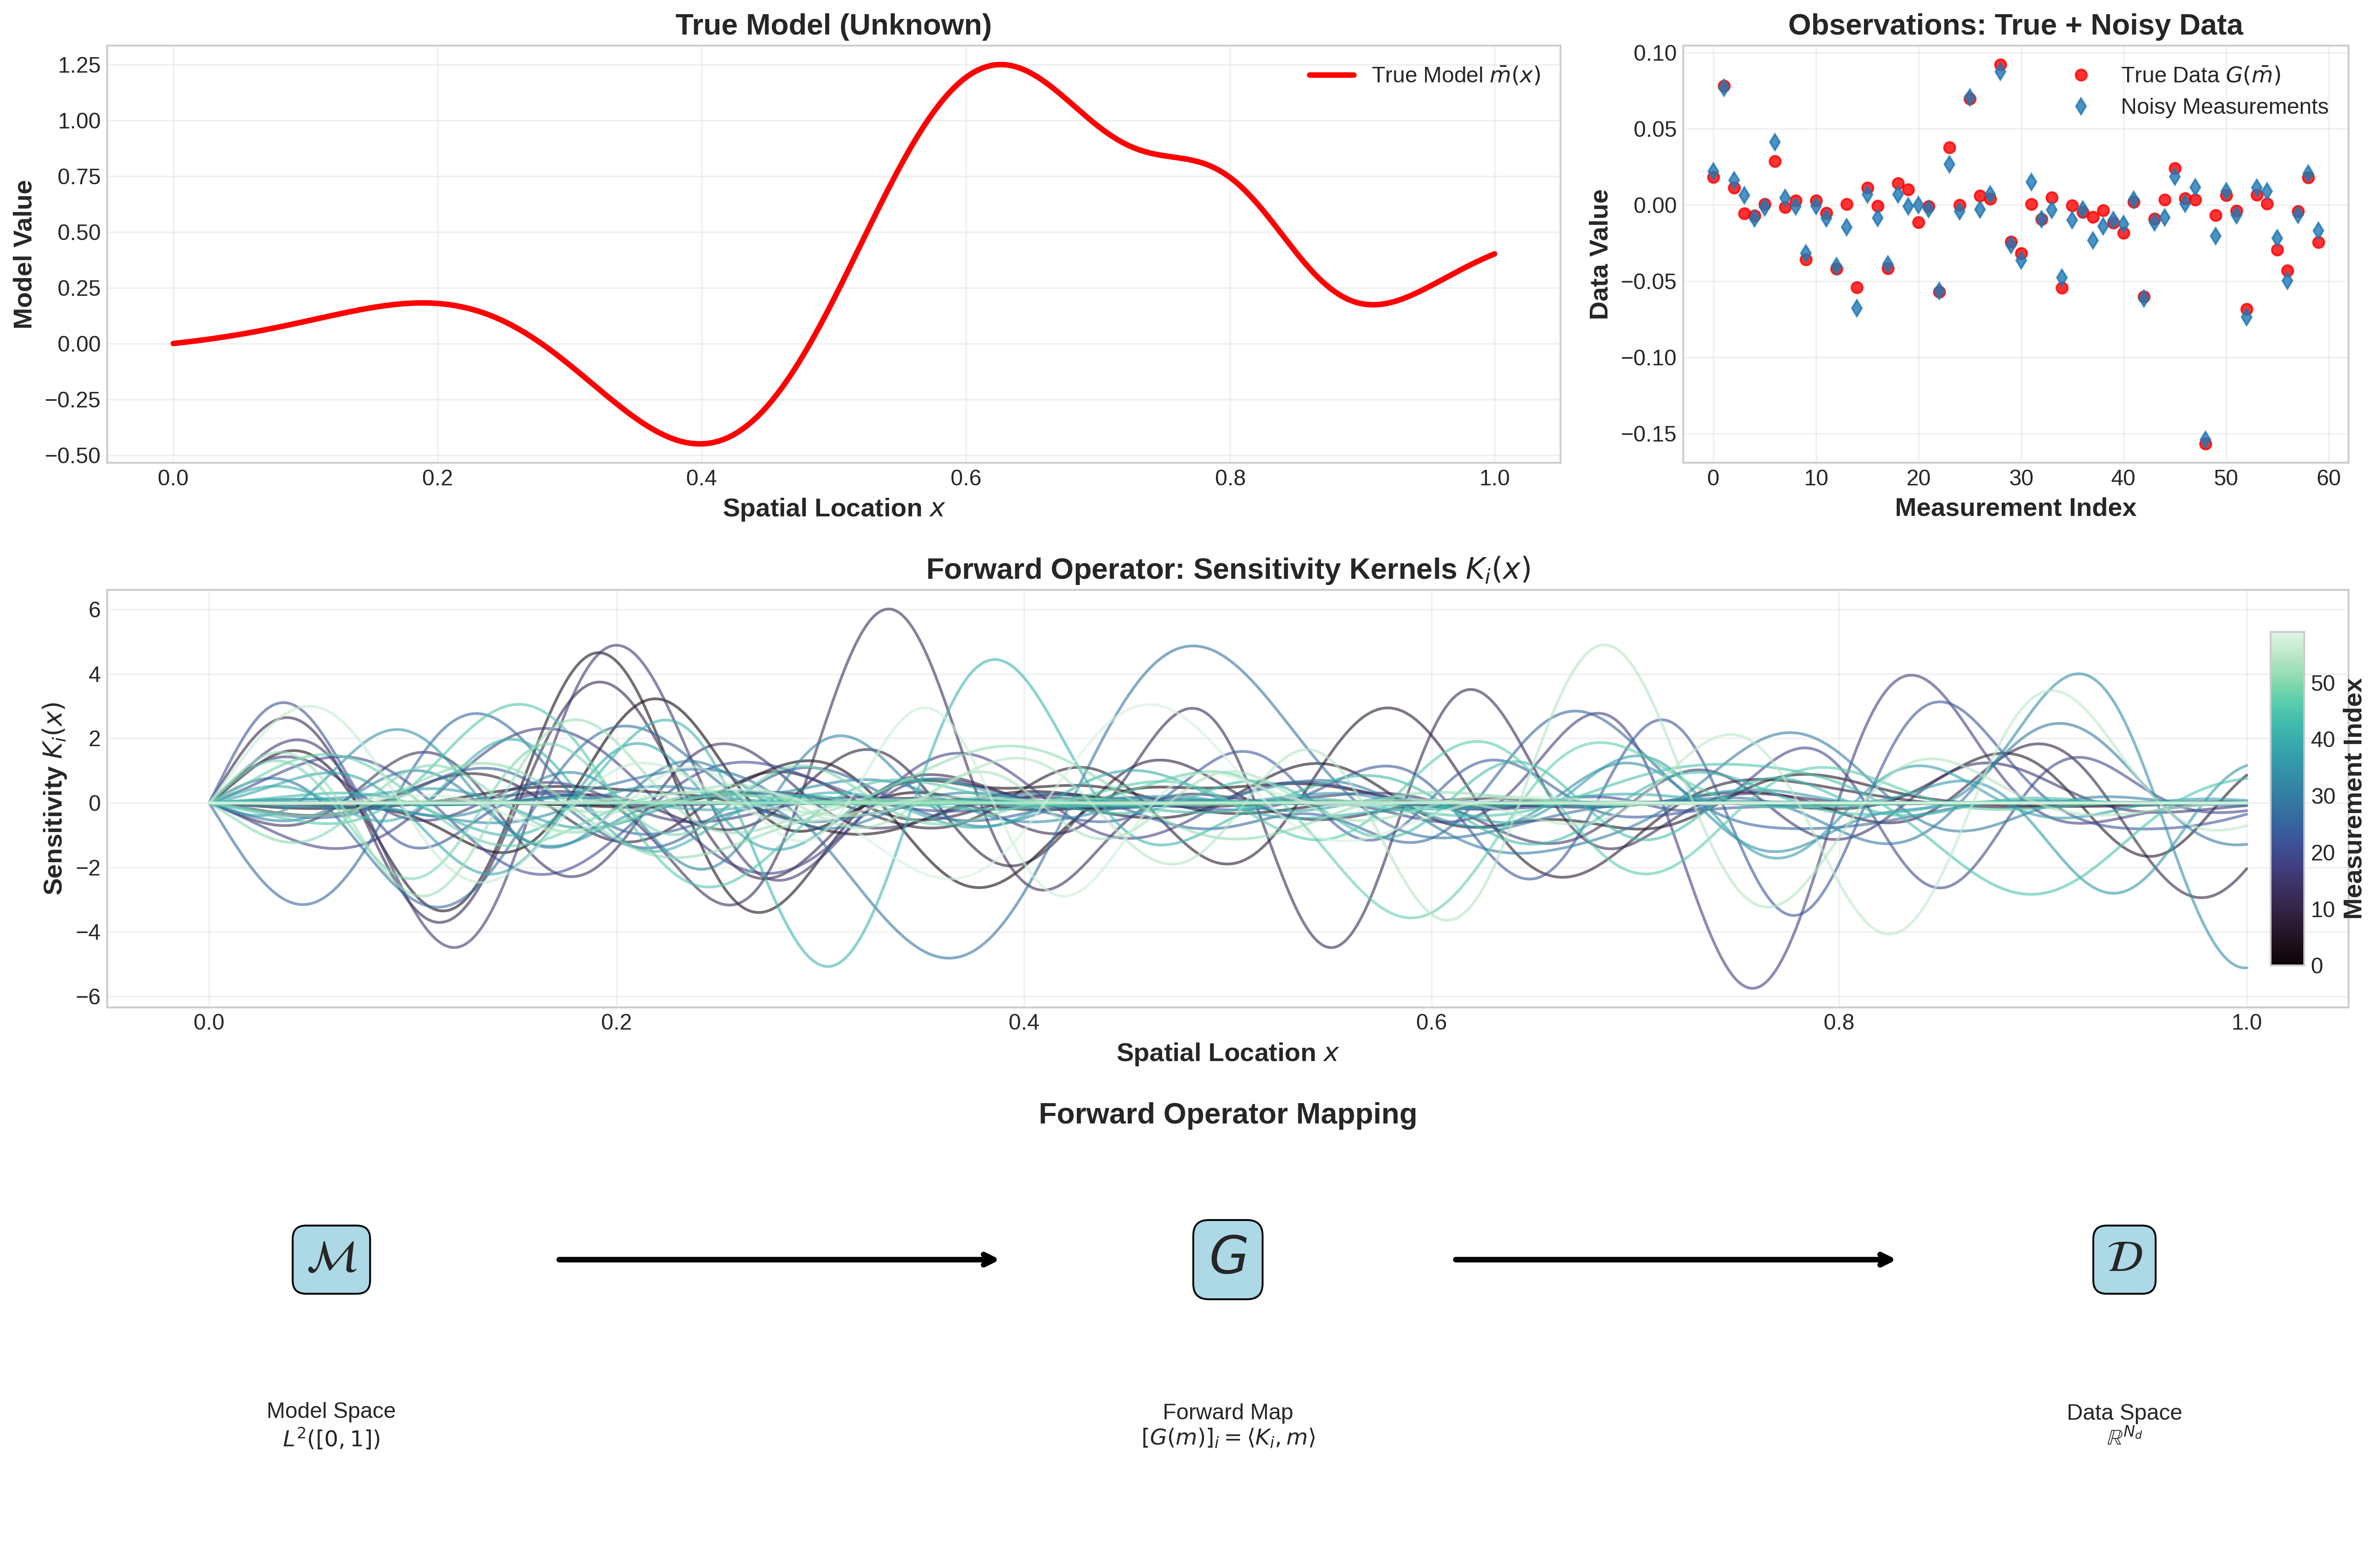 True Model (Unknown)
Model Value
1.25
1.00
0.75
0.50
0.25
0.00
−0.25
−0.50
True Model m̄(x)
0.0 0.2 0.4 0.6 0.8 1.0
Spatial Location x
Observations: True + Noisy Data
Data Value
0.10
0.05
0.00
−0.05
−0.10
−0.15
True Data G(m̄)
Noisy Measurements
0 10 20 30 40 50 60
Measurement Index
Forward Operator: Sensitivity Kernels Kᵢ(x)
Sensitivity Kᵢ(x)
6
4
2
0
−2
−4
−6
0.0 0.2 0.4 0.6 0.8 1.0
Spatial Location x
50
40
30
20
10
0
Measurement Index
Forward Operator Mapping
ℳ G 𝒟
Model Space
L²([0, 1])
Forward Map
[G(m)]ᵢ = ⟨Kᵢ, m⟩
Data Space
ℝ^{N_d}